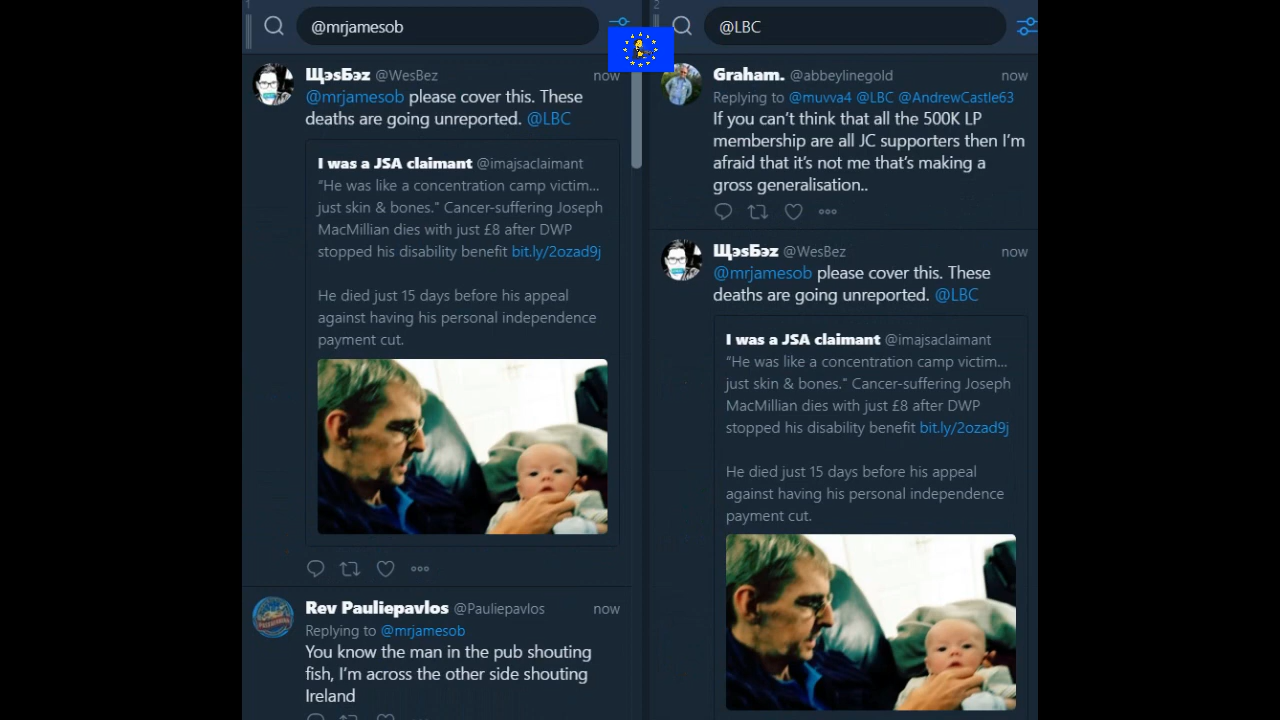 1
@mrjamesob
ЩэsБэz @WesBez now
@mrjamesob please cover this. These
deaths are going unreported. @LBC
I was a JSA claimant @imajsaclaimant
"He was like a concentration camp victim...
just skin & bones." Cancer-suffering Joseph
MacMillian dies with just £8 after DWP
stopped his disability benefit bit.ly/2ozad9j
He died just 15 days before his appeal
against having his personal independence
payment cut.
Rev Pauliepavlos @Pauliepavlos now
Replying to @mrjamesob
You know the man in the pub shouting
fish, I'm across the other side shouting
Ireland
2
@LBC
Graham. @abbeylinegold now
Replying to @muvva4 @LBC @AndrewCastle63
If you can't think that all the 500K LP
membership are all JC supporters then I'm
afraid that it's not me that's making a
gross generalisation..
ЩэsБэz @WesBez now
@mrjamesob please cover this. These
deaths are going unreported. @LBC
I was a JSA claimant @imajsaclaimant
"He was like a concentration camp victim...
just skin & bones." Cancer-suffering Joseph
MacMillian dies with just £8 after DWP
stopped his disability benefit bit.ly/2ozad9j
He died just 15 days before his appeal
against having his personal independence
payment cut.